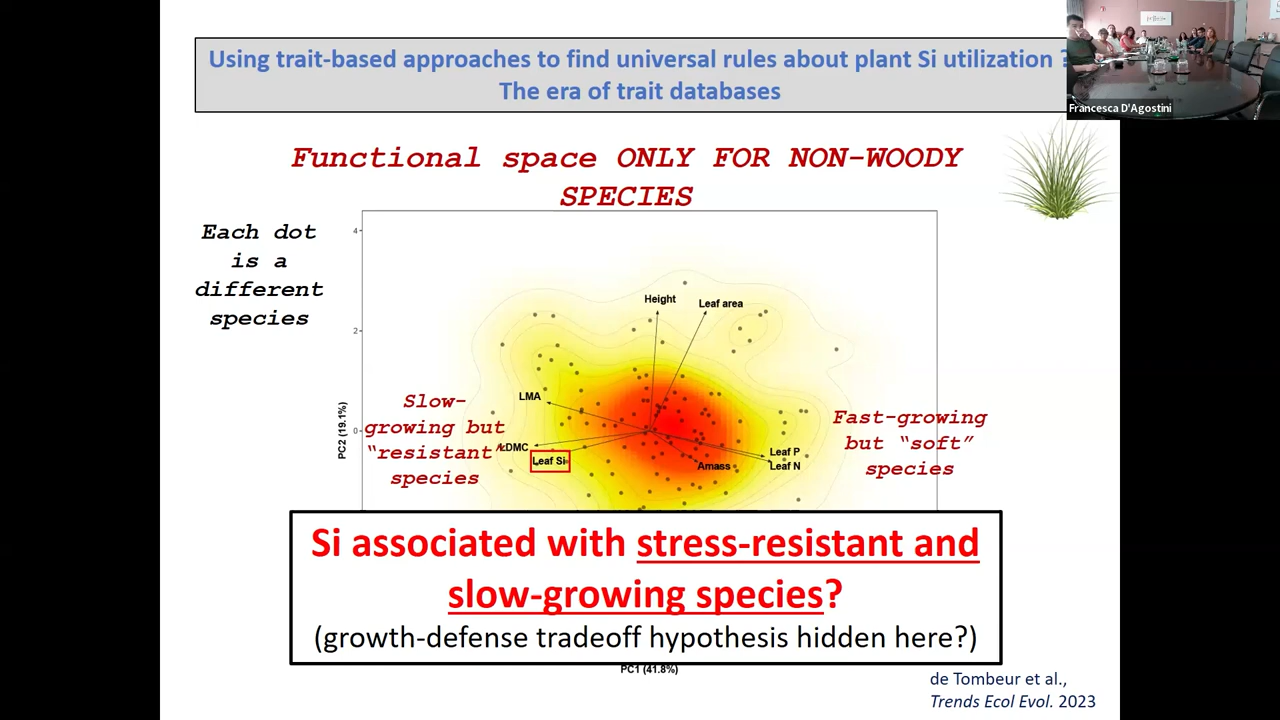 Using trait-based approaches to find universal rules about plant Si utilization ?
The era of trait databases
Francesca D'Agostini
Functional space ONLY FOR NON-WOODY
SPECIES
Each dot
is a
different
species
4
2
0
PC2 (19.1%)
Height
Leaf area
LMA
LDMC
Leaf Si
Leaf P
Leaf N
Amass
Slow-
growing but
“resistant”
species
Fast-growing
but “soft”
species
Si associated with stress-resistant and
slow-growing species?
(growth-defense tradeoff hypothesis hidden here?)
PC1 (41.8%)
de Tombeur et al.,
Trends Ecol Evol. 2023